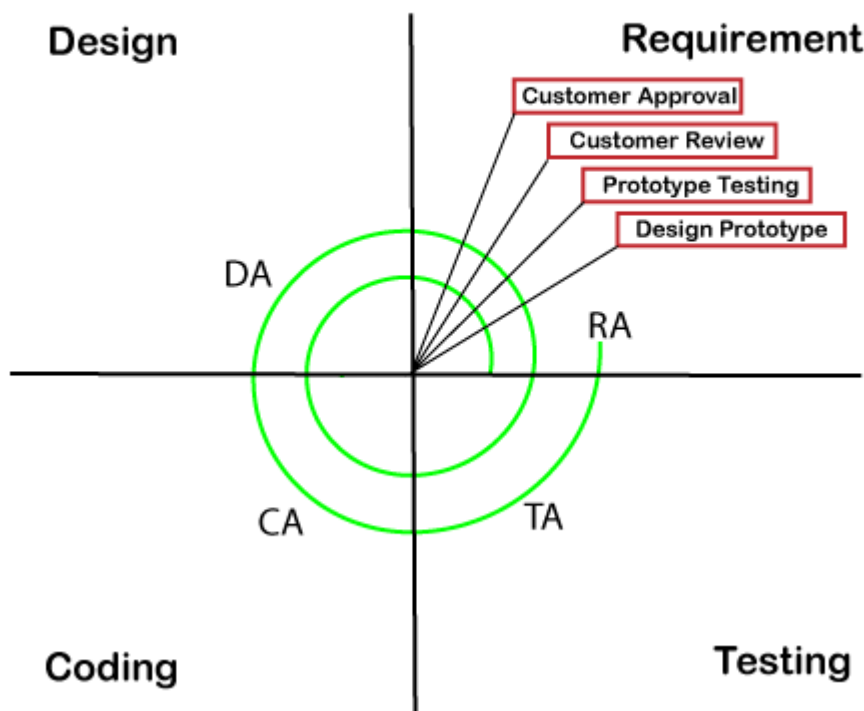 Design
Requirement
Customer Approval
Customer Review
Prototype Testing
Design Prototype
DA
RA
CA
TA
Coding
Testing